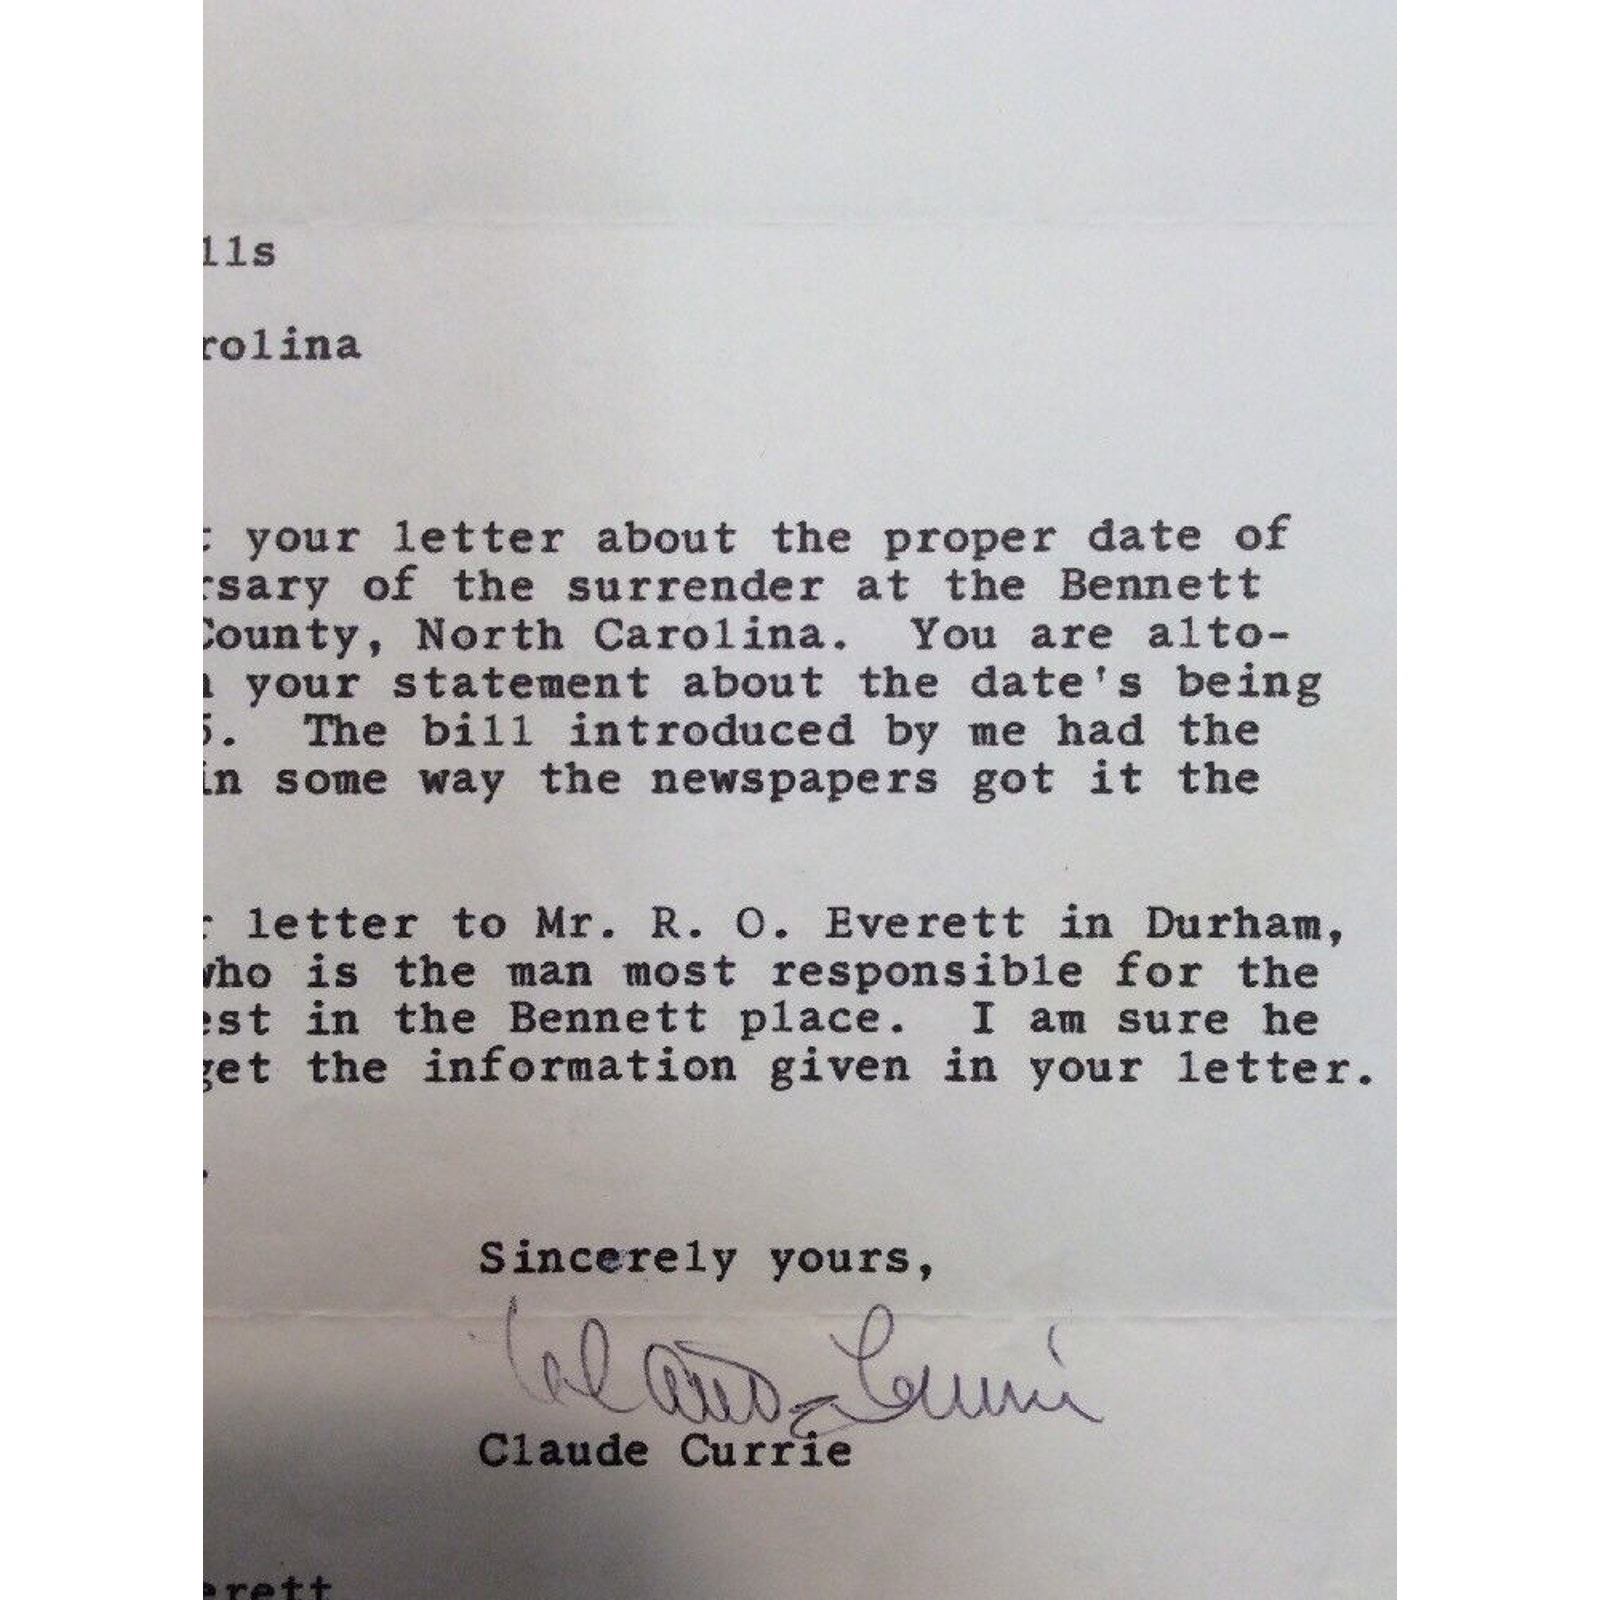 lls
rolina
your letter about the proper date of
rsary of the surrender at the Bennett
County, North Carolina. You are alto-
your statement about the date's being
5. The bill introduced by me had the
in some way the newspapers got it the
r letter to Mr. R. O. Everett in Durham,
who is the man most responsible for the
est in the Bennett place. I am sure he
get the information given in your letter.
.
Sincerely yours,
Claude Currie
Claude Currie
erett